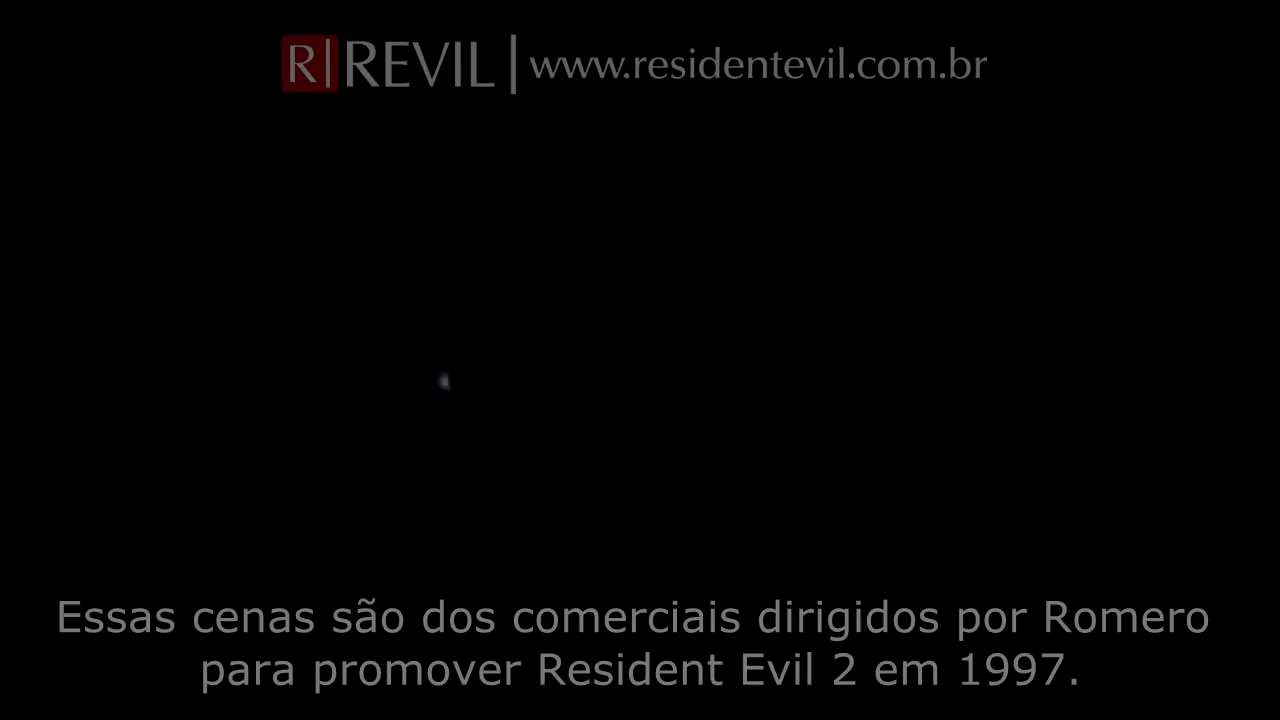 R REVIL www.residentevil.com.br
Essas cenas são dos comerciais dirigidos por Romero
para promover Resident Evil 2 em 1997.